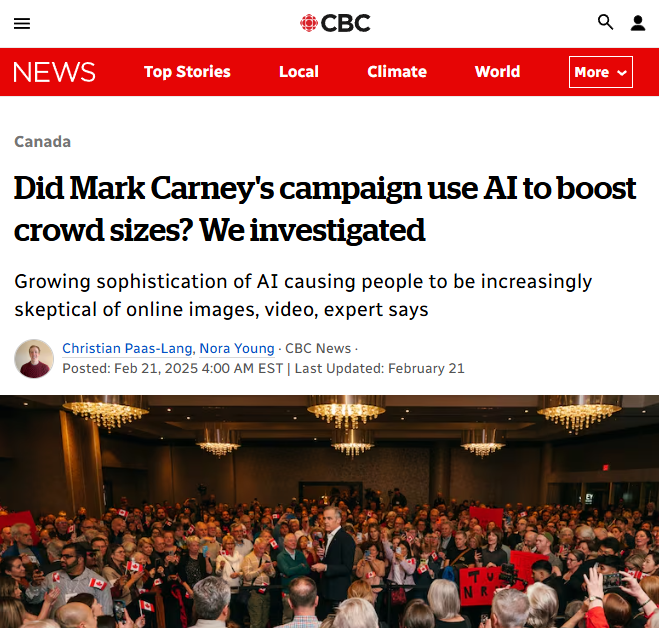 CBC
NEWS Top Stories Local Climate World More
Canada
Did Mark Carney's campaign use AI to boost
crowd sizes? We investigated
Growing sophistication of AI causing people to be increasingly
skeptical of online images, video, expert says
Christian Paas-Lang, Nora Young · CBC News ·
Posted: Feb 21, 2025 4:00 AM EST | Last Updated: February 21